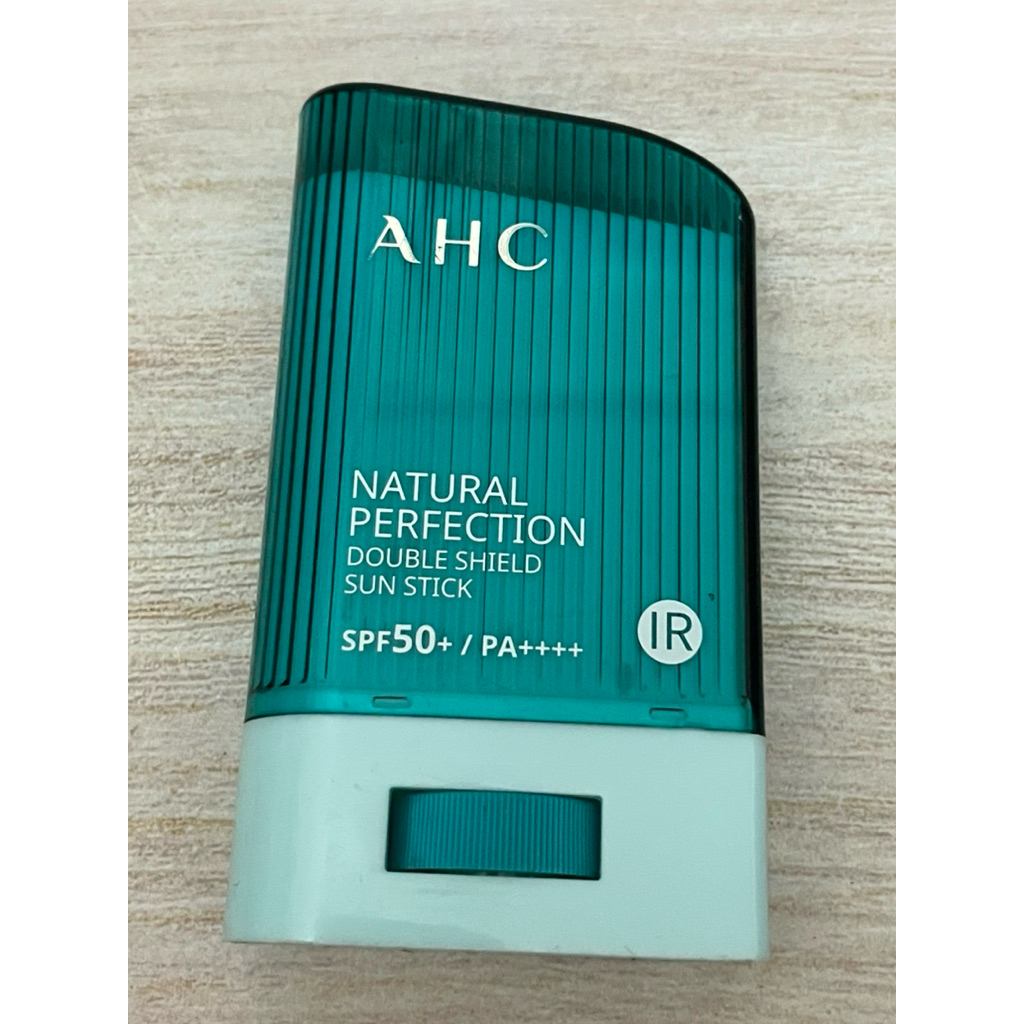 AHC
NATURAL
PERFECTION
DOUBLE SHIELD
SUN STICK
SPF50+ / PA++++
IR